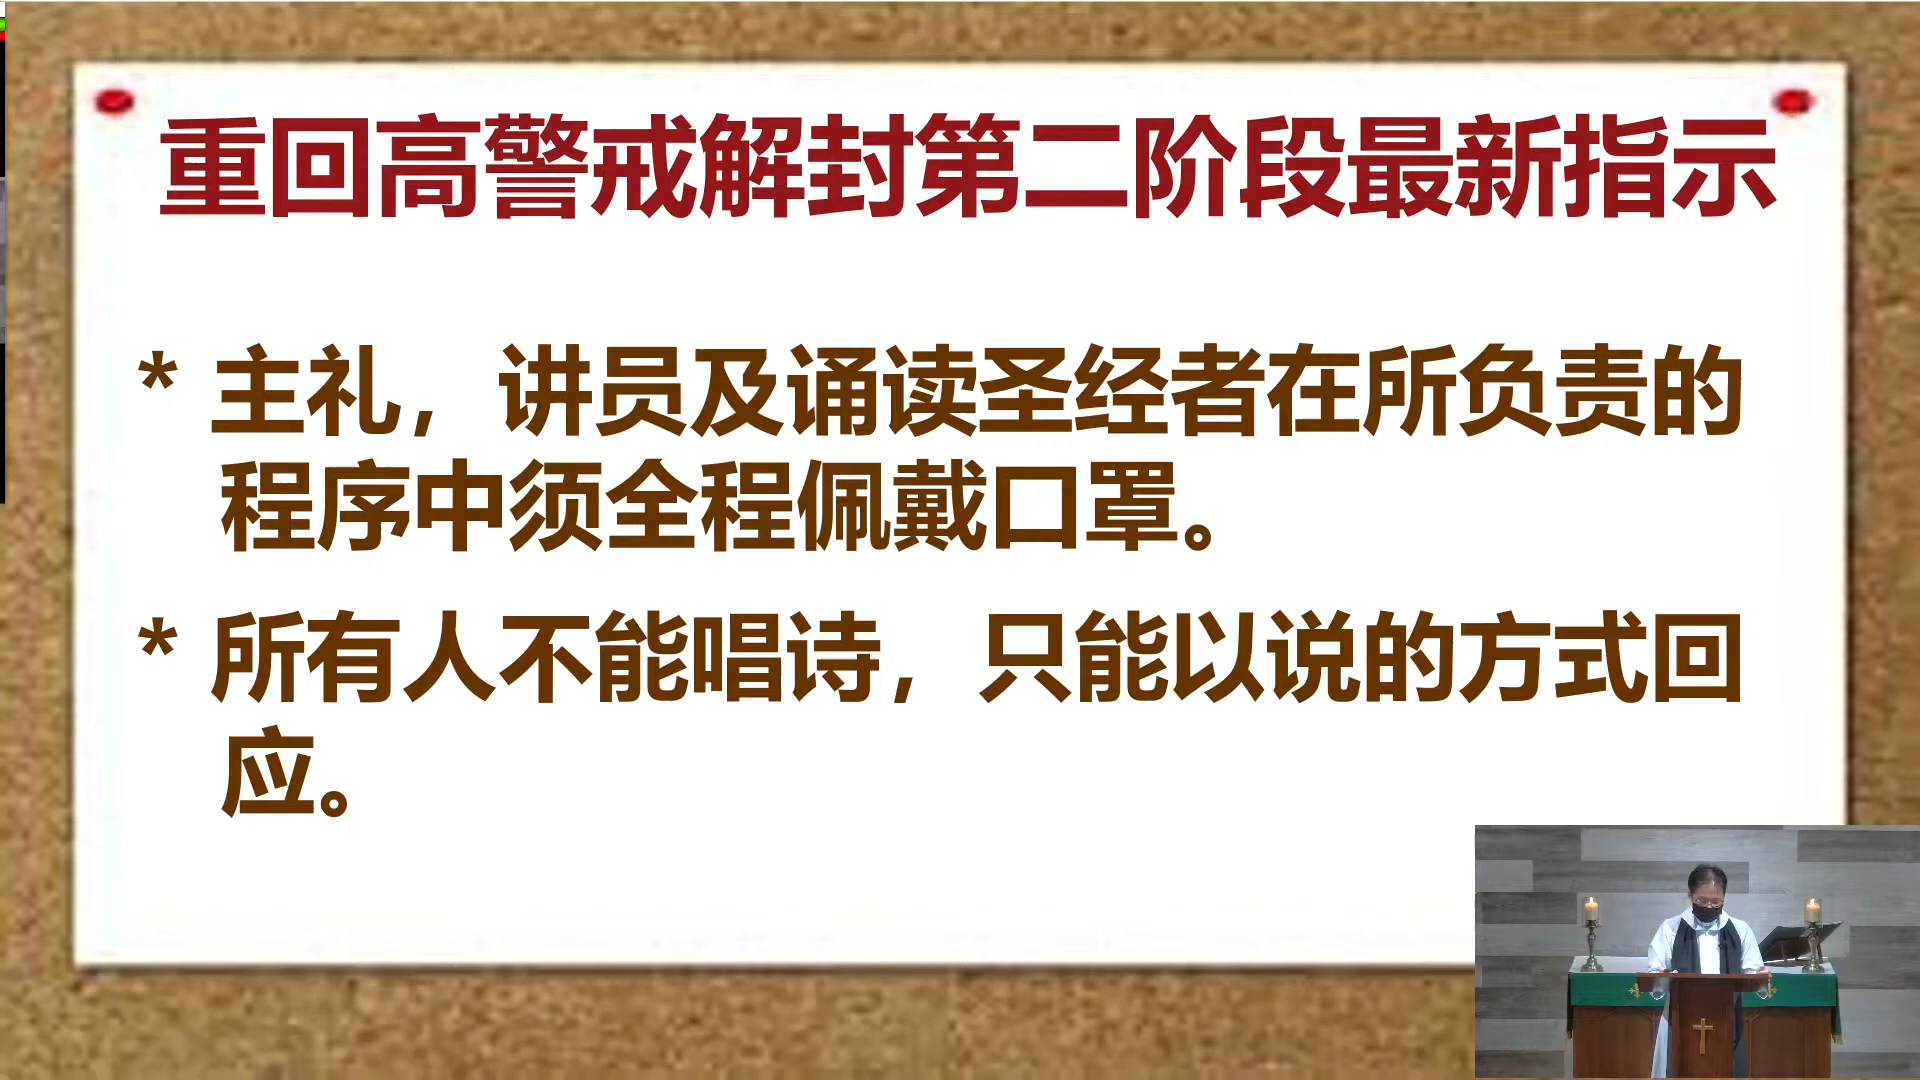 重回高警戒解封第二阶段最新指示
* 主礼，讲员及诵读圣经者在所负责的
程序中须全程佩戴口罩。
* 所有人不能唱诗，只能以说的方式回
应。